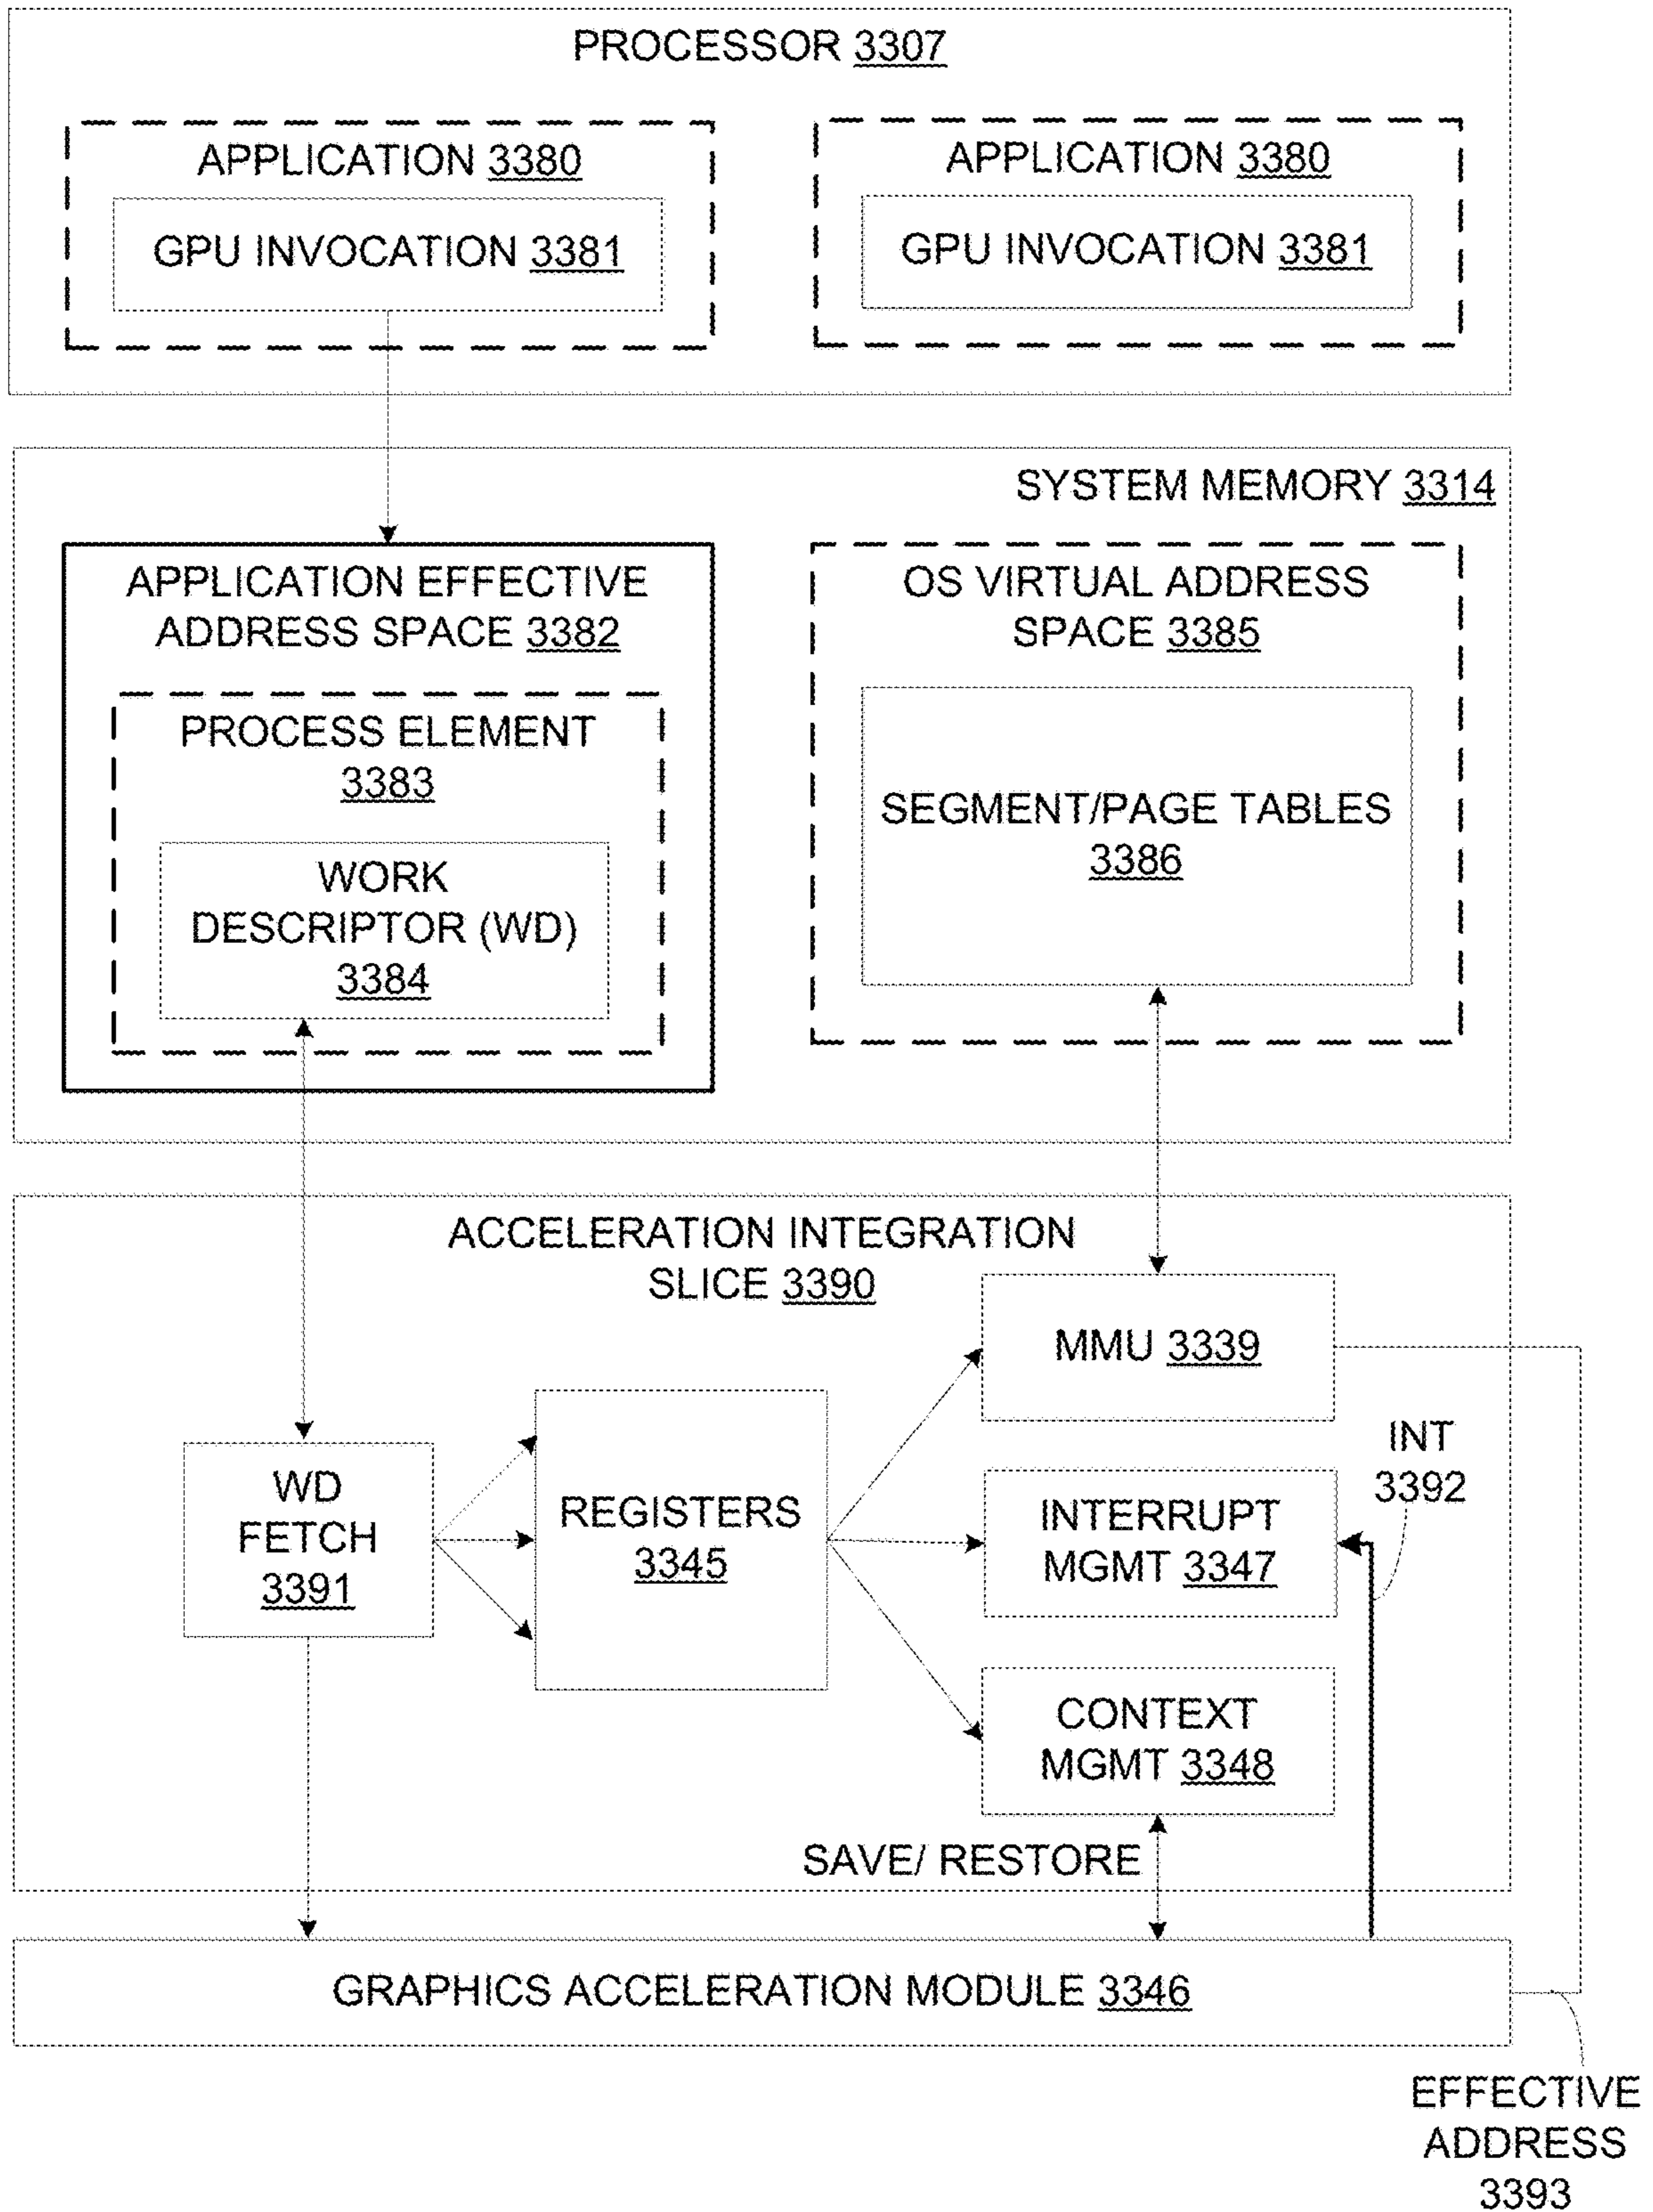 PROCESSOR 3307
APPLICATION 3380
GPU INVOCATION 3381
APPLICATION 3380
GPU INVOCATION 3381
SYSTEM MEMORY 3314
APPLICATION EFFECTIVE
ADDRESS SPACE 3382
PROCESS ELEMENT
3383
WORK
DESCRIPTOR (WD)
3384
OS VIRTUAL ADDRESS
SPACE 3385
SEGMENT/PAGE TABLES
3386
ACCELERATION INTEGRATION
SLICE 3390
WD
FETCH
3391
REGISTERS
3345
MMU 3339
INTERRUPT
MGMT 3347
CONTEXT
MGMT 3348
INT
3392
SAVE/ RESTORE
GRAPHICS ACCELERATION MODULE 3346
EFFECTIVE
ADDRESS
3393